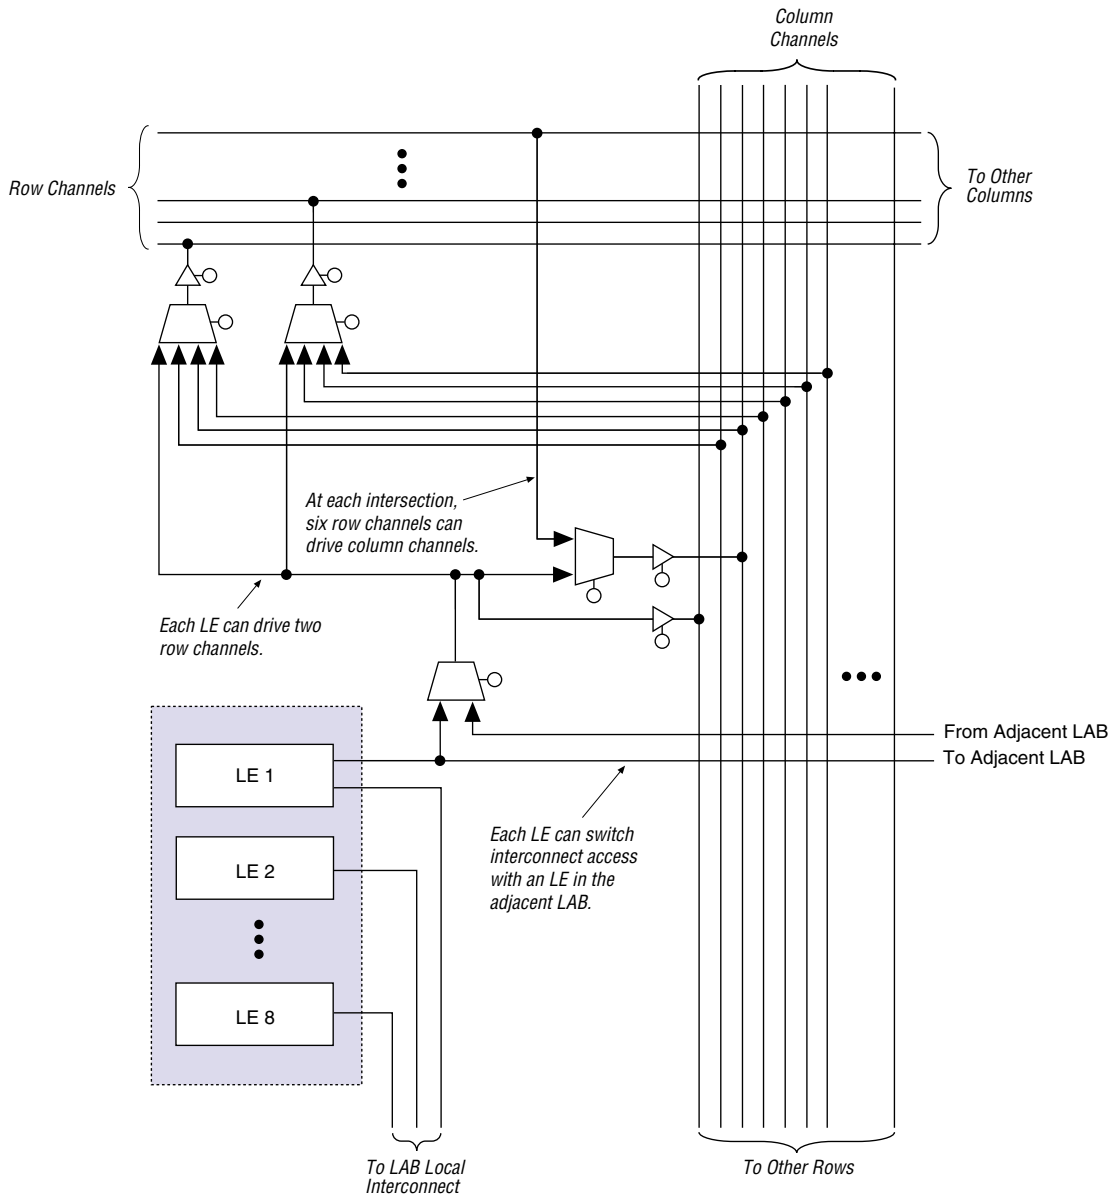 Column
Channels
Row Channels
To Other
Columns
At each intersection,
six row channels can
drive column channels.
Each LE can drive two
row channels.
From Adjacent LAB
To Adjacent LAB
LE 1
Each LE can switch
interconnect access
with an LE in the
adjacent LAB.
LE 2
LE 8
To LAB Local
Interconnect
To Other Rows